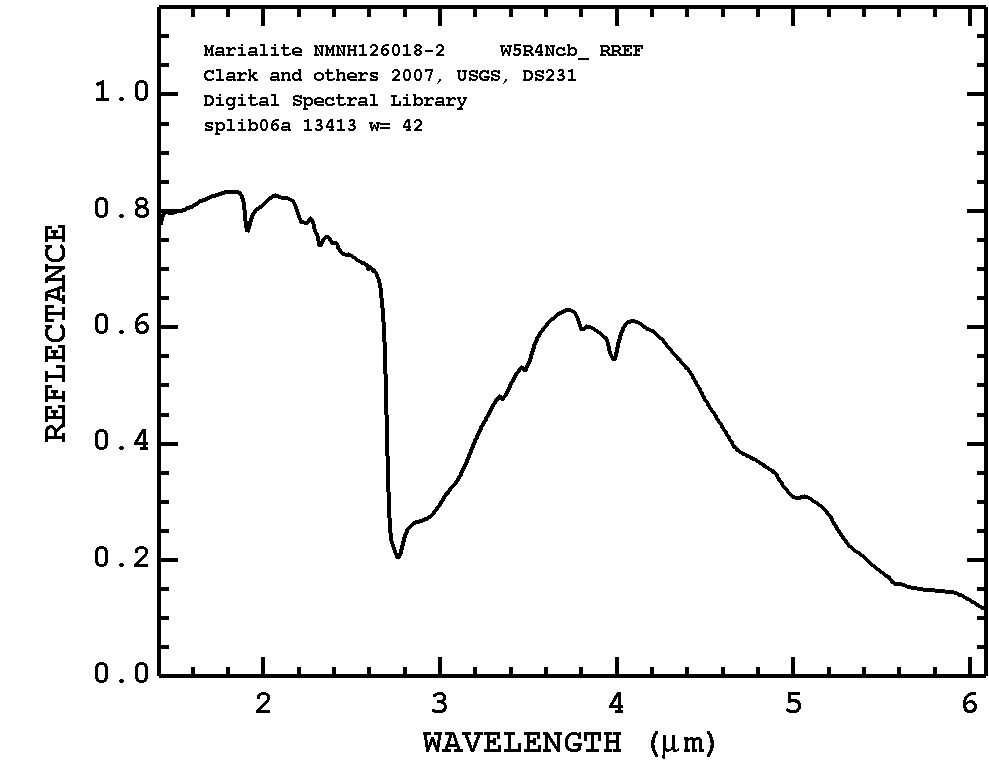 Marialite NMNH126018-2 W5R4Ncb_ RREF
Clark and others 2007, USGS, DS231
Digital Spectral Library
splib06a 13413 w= 42
1.0
0.8
0.6
0.4
0.2
0.0
REFLECTANCE
2 3 4 5 6
WAVELENGTH (μm)